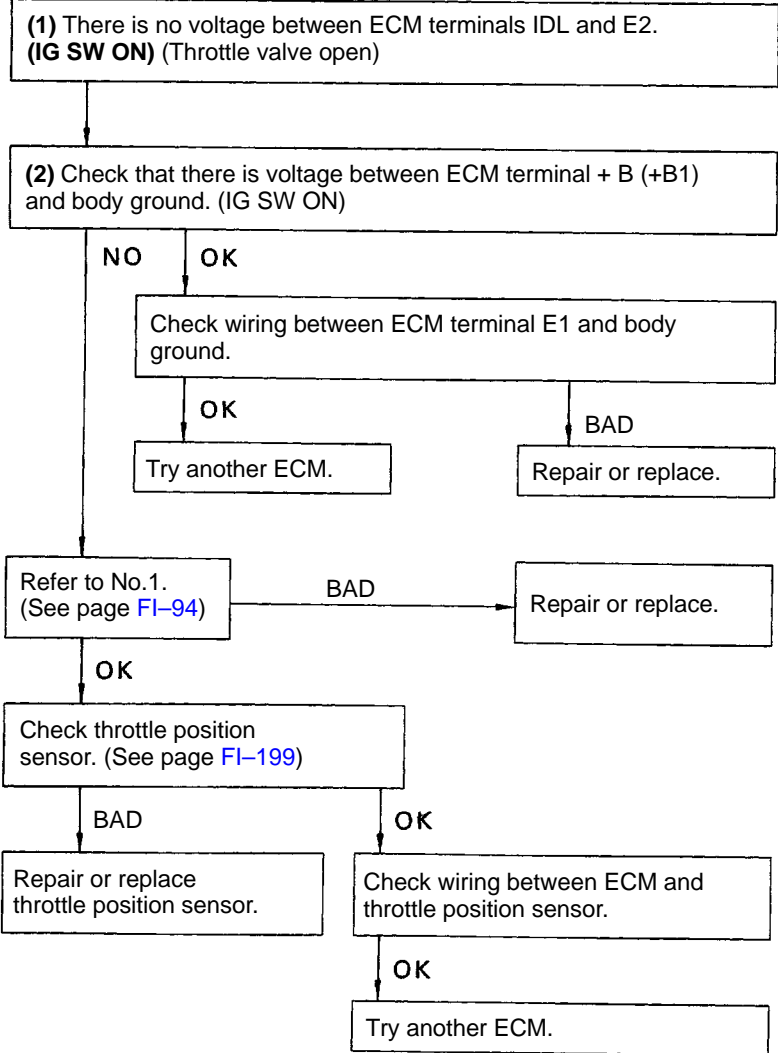 (1) There is no voltage between ECM terminals IDL and E2.
(IG SW ON) (Throttle valve open)
(2) Check that there is voltage between ECM terminal + B (+B1)
and body ground. (IG SW ON)
NO
OK
Check wiring between ECM terminal E1 and body
ground.
OK
BAD
Try another ECM.
Repair or replace.
Refer to No.1.
(See page FI–94)
BAD
Repair or replace.
OK
Check throttle position
sensor. (See page FI–199)
BAD
OK
Repair or replace
throttle position sensor.
Check wiring between ECM and
throttle position sensor.
OK
Try another ECM.